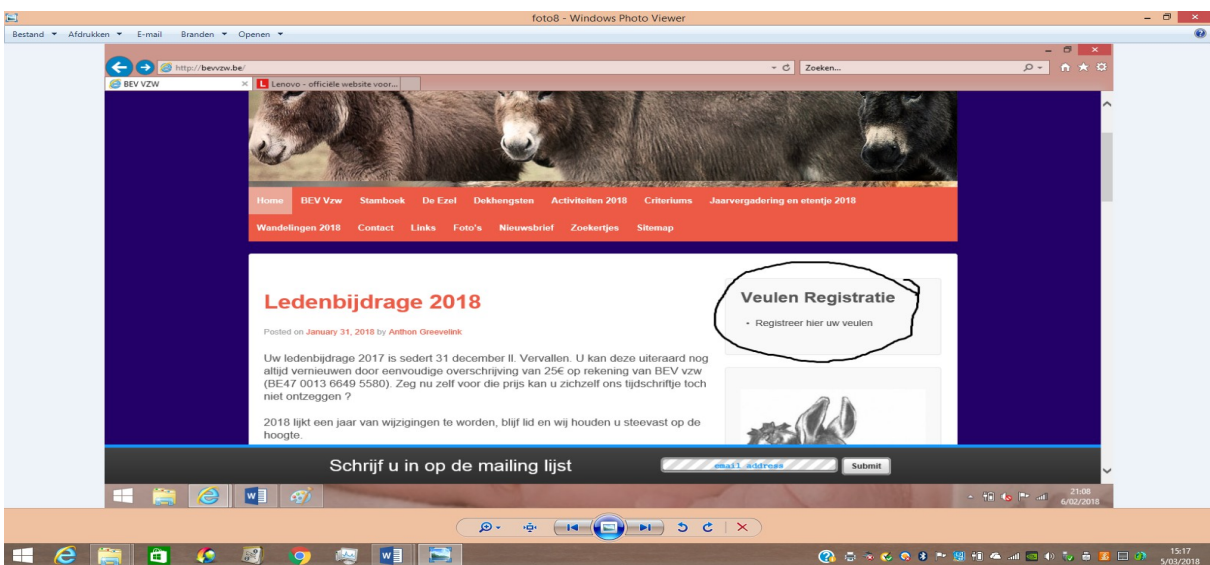 foto8 - Windows Photo Viewer
Bestand Afdrukken E-mail Branden Openen
http://bevvzw.be/
Zoeken...
BEV VZW
Lenovo - officiële website voor...
Home BEV Vzw Stamboek De Ezel Dekhengsten Activiteiten 2018 Criteriums Jaarvergadering en etentje 2018
Wandelingen 2018 Contact Links Foto's Nieuwsbrief Zoekertjes Sitemap
Ledenbijdrage 2018
Posted on January 31, 2018 by Anthon Greevelink
Uw ledenbijdrage 2017 is sedert 31 december ll. Vervallen. U kan deze uiteraard nog
altijd vernieuwen door eenvoudige overschrijving van 25€ op rekening van BEV vzw
(BE47 0013 6649 5580). Zeg nu zelf voor die prijs kan u zichzelf ons tijdschriftje toch
niet ontzeggen ?
2018 lijkt een jaar van wijzigingen te worden, blijf lid en wij houden u steevast op de
hoogte.
Veulen Registratie
Registreer hier uw veulen
Schrijf u in op de mailing lijst
email address
Submit
21:08
6/02/2018
15:17
5/03/2018